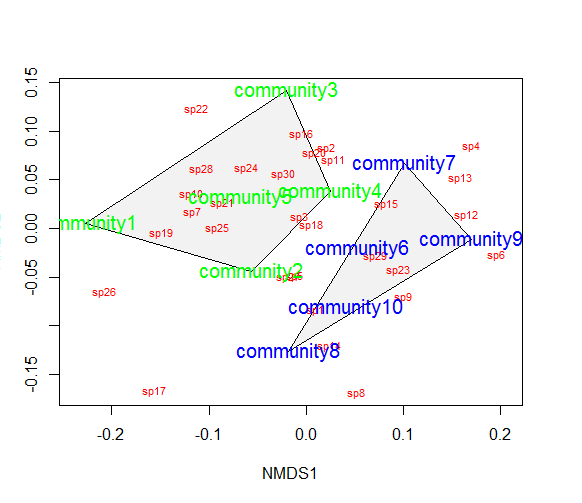 0.15
community3
sp22
0.10
sp16
sp2
sp4
sp20
sp11
community7
sp28
sp24
sp30
sp13
0.05
sp10
community5
community4
sp21
sp15
sp7
sp3
sp12
mmunity1
sp25
sp18
0.00
sp19
community9
community6
sp29
sp6
community2
sp23
-0.05
sp26
sp9
community10
community8
-0.15
sp17
sp8
-0.2
-0.1
0.0
0.1
0.2
NMDS1